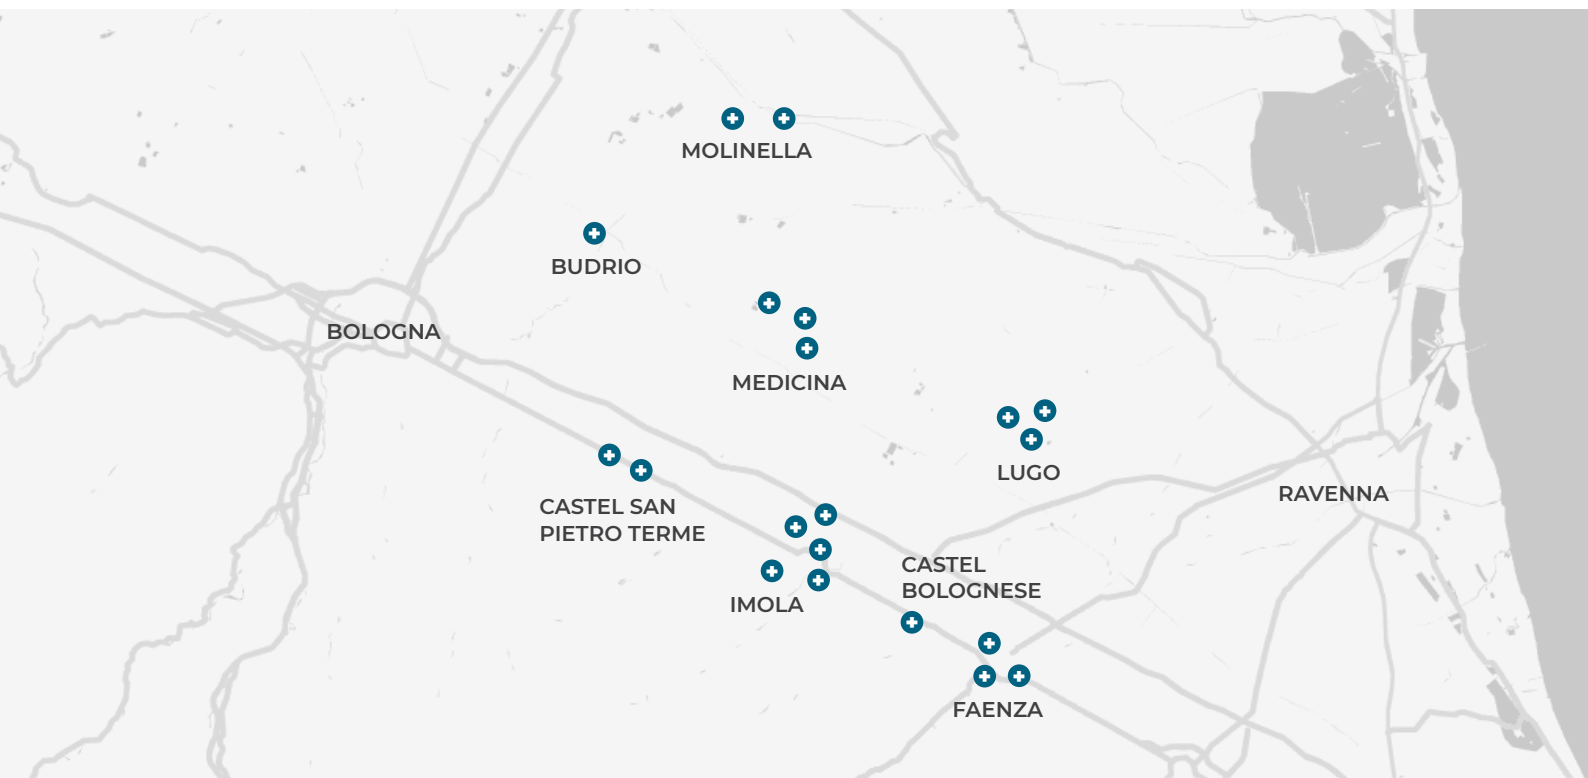 MOLINELLA
BUDRIO
BOLOGNA
MEDICINA
LUGO
RAVENNA
CASTEL SAN
PIETRO TERME
CASTEL
BOLOGNESE
IMOLA
FAENZA